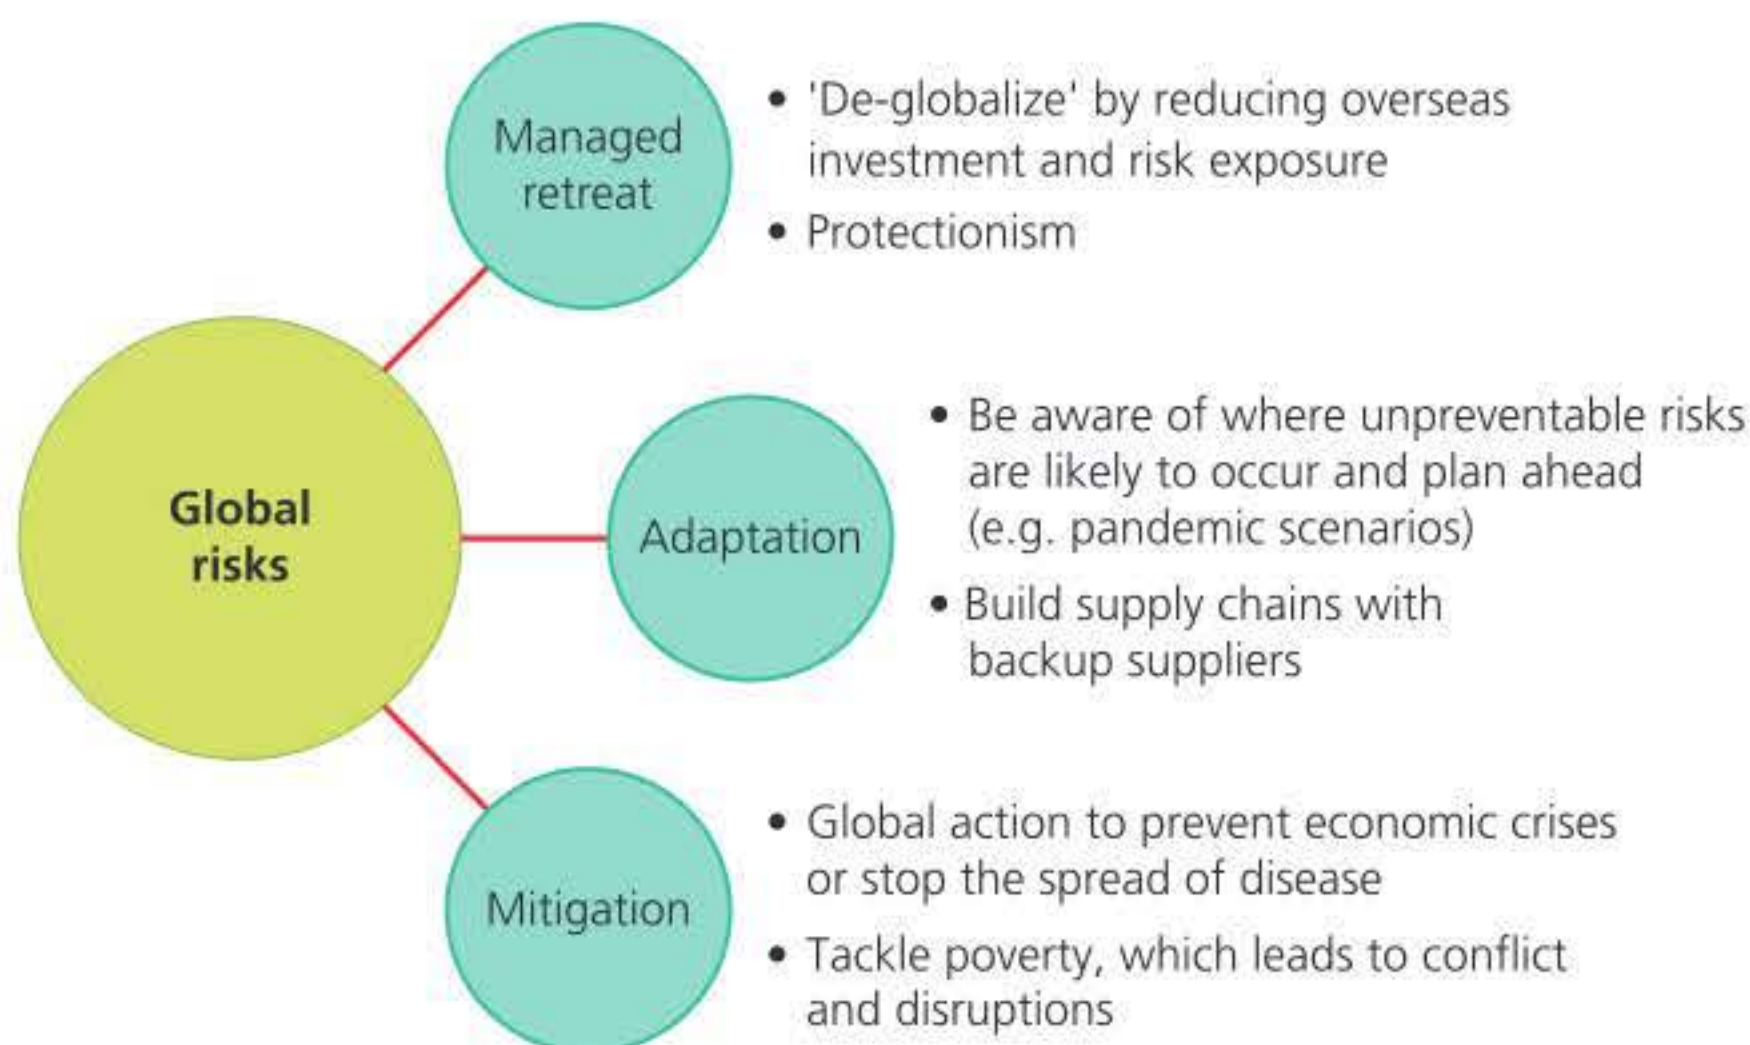 Managed
retreat
• 'De-globalize' by reducing overseas
investment and risk exposure
• Protectionism
Global
risks
Adaptation
• Be aware of where unpreventable risks
are likely to occur and plan ahead
(e.g. pandemic scenarios)
• Build supply chains with
backup suppliers
Mitigation
• Global action to prevent economic crises
or stop the spread of disease
• Tackle poverty, which leads to conflict
and disruptions